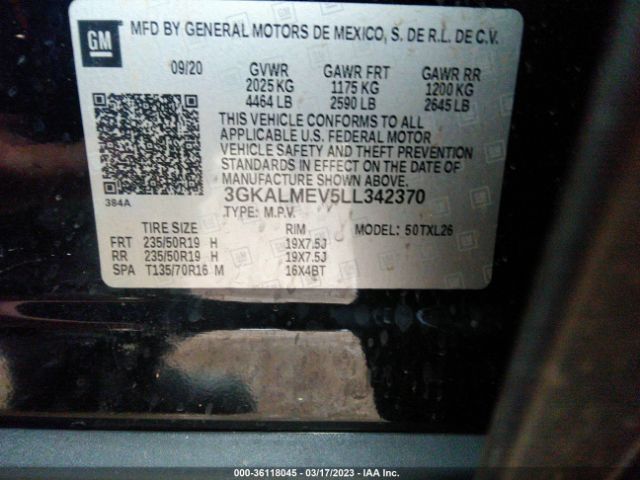 GM
MFD BY GENERAL MOTORS DE MEXICO, S. DE R.L. DE C.V.
09/20 GVWR GAWR FRT GAWR RR
2025 KG 1175 KG 1200 KG
4464 LB 2590 LB 2645 LB
THIS VEHICLE CONFORMS TO ALL
APPLICABLE U.S. FEDERAL MOTOR
VEHICLE SAFETY AND THEFT PREVENTION
STANDARDS IN EFFECT ON THE DATE OF
MANUFACTURE SHOWN ABOVE.
384A
3GKALMEV5LL342370
TYPE: M.P.V.
TIRE SIZE RIM MODEL: 50TXL26
FRT 235/50R19 H 19X7.5J
RR 235/50R19 H 19X7.5J
SPA T135/70R16 M 16X4BT
000-36118045 — 03/17/2023 — IAA Inc.